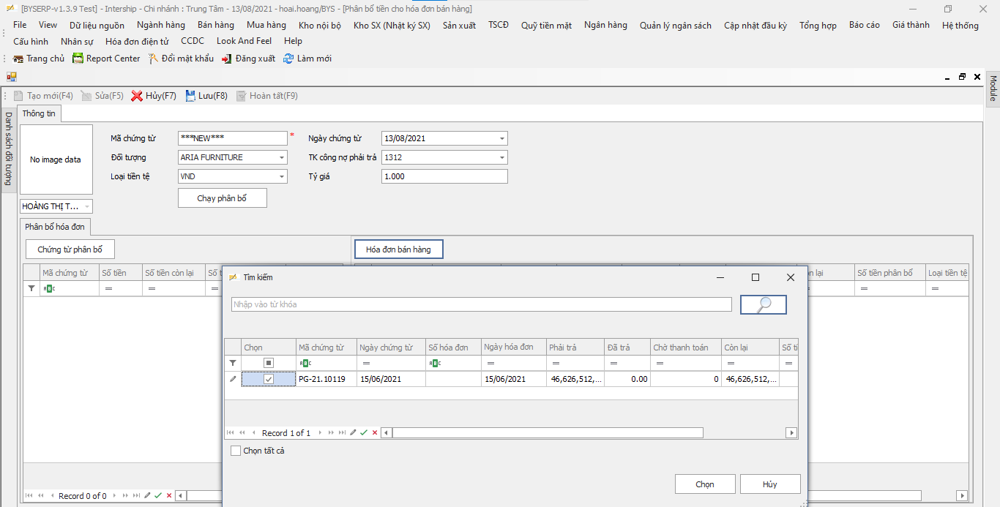 [BYSERP-v1.3.9 Test] - Intership - Chi nhánh : Trung Tâm - 13/08/2021 - hoai.hoang/BYS - [Phân bổ tiền cho hóa đơn bán hàng]
File View Dữ liệu nguồn Ngành hàng Bán hàng Mua hàng Kho nội bộ Kho SX (Nhật ký SX) Sản xuất TSCĐ Quỹ tiền mặt Ngân hàng Quản lý ngân sách Cập nhật đầu kỳ Tổng hợp Báo cáo Giá thành Hệ thống
Cấu hình Nhân sự Hóa đơn điện tử CCDC Look And Feel Help
Trang chủ Report Center Đổi mật khẩu Đăng xuất Làm mới
Module
Tạo mới(F4) Sửa(F5) Hủy(F7) Lưu(F8) Hoàn tất(F9)
Danh sách đối tượng
Thông tin
No image data
Mã chứng từ ***NEW*** * Ngày chứng từ 13/08/2021
Đối tượng ARIA FURNITURE TK công nợ phải trả 1312
Loại tiền tệ VND Tỷ giá 1.000
Chạy phân bổ
HOÀNG THỊ T...
Phân bổ hóa đơn
Chứng từ phân bổ Hóa đơn bán hàng
Mã chứng từ Số tiền Số tiền còn lại Số t òn lại Số tiền phân bổ Loại tiền tệ
Tìm kiếm
Nhập vào từ khóa
Chọn Mã chứng từ Ngày chứng từ Số hóa đơn Ngày hóa đơn Phải trả Đã trả Chờ thanh toán Còn lại Số ti
PG-21.10119 15/06/2021 15/06/2021 46,626,512,... 0.00 0 46,626,512,...
Record 1 of 1
Chọn tất cả
Chọn Hủy
Record 0 of 0